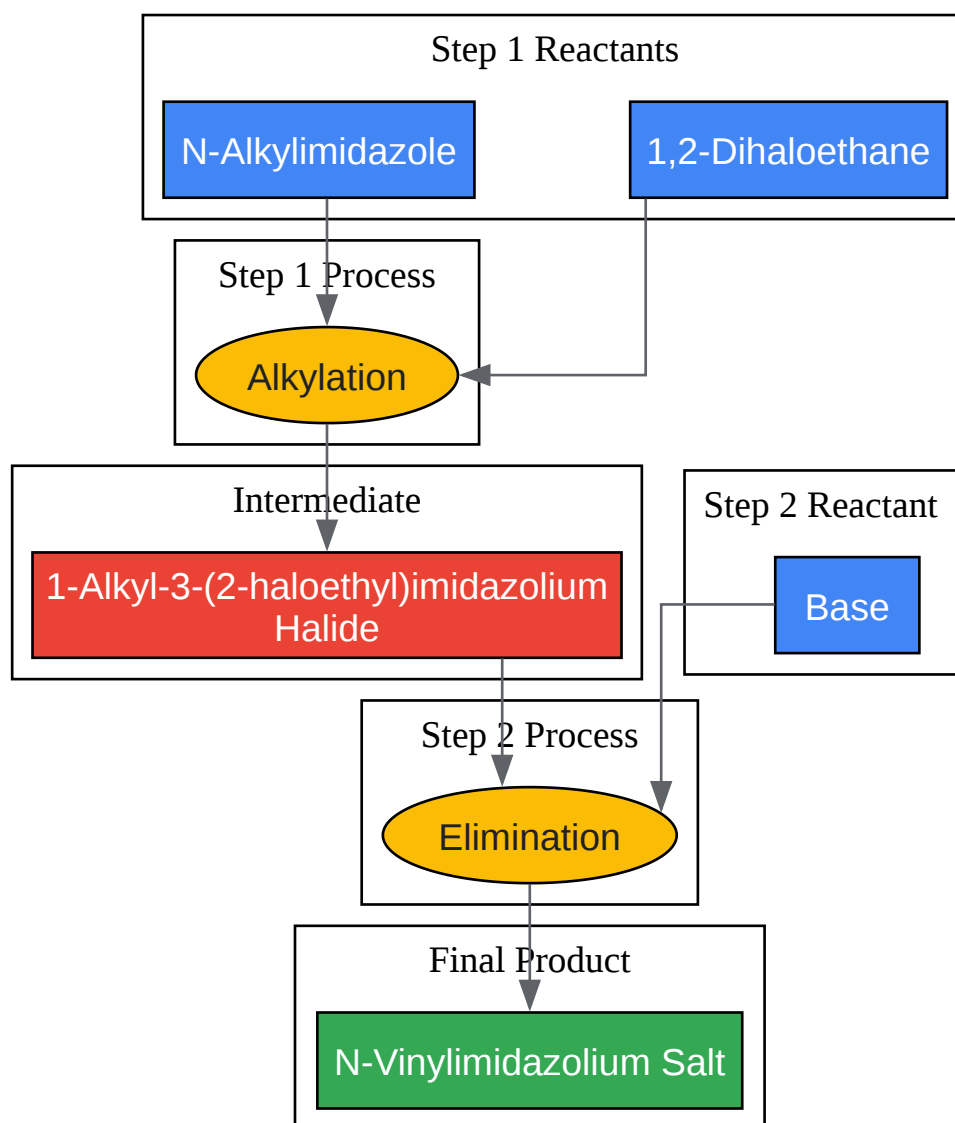 Step 1 Reactants
N-Alkylimidazole
1,2-Dihaloethane
Step 1 Process
Alkylation
Intermediate
1-Alkyl-3-(2-haloethyl)imidazolium
Halide
Step 2 Reactant
Base
Step 2 Process
Elimination
Final Product
N-Vinylimidazolium Salt